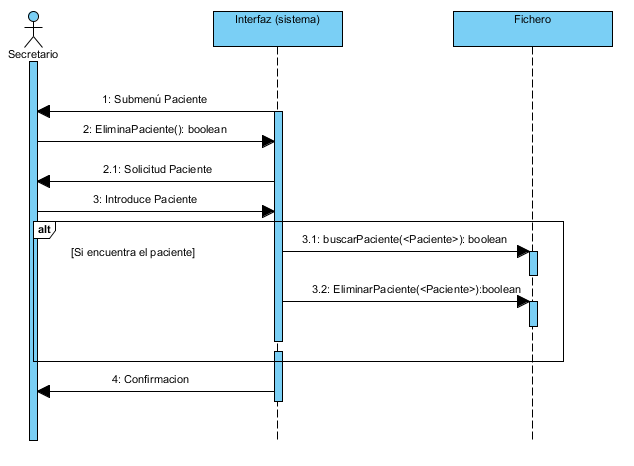 Interfaz (sistema)
Fichero
Secretario
1: Submenú Paciente
2: EliminaPaciente(): boolean
2.1: Solicitud Paciente
3: Introduce Paciente
alt
[Si encuentra el paciente]
3.1: buscarPaciente(<Paciente>): boolean
3.2: EliminarPaciente(<Paciente>):boolean
4: Confirmacion